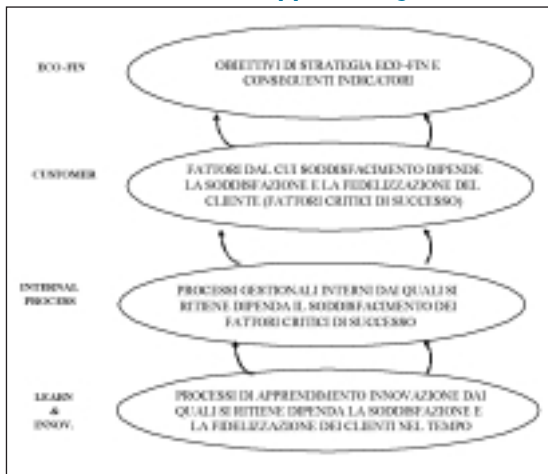 ECO-FIN
OBIETTIVI DI STRATEGIA ECO-FIN E
CONSEGUENTI INDICATORI
CUSTOMER
FATTORI DAL CUI SODDISFACIMENTO DIPENDE
LA SODDISFAZIONE E LA FIDELIZZAZIONE DEL
CLIENTE (FATTORI CRITICI DI SUCCESSO)
INTERNAL
PROCESS
PROCESSI GESTIONALI INTERNI DAI QUALI SI
RITIENE DIPENDA IL SODDISFACIMENTO DEI
FATTORI CRITICI DI SUCCESSO
LEARN
&
INNOV.
PROCESSI DI APPRENDIMENTO INNOVAZIONE DAI
QUALI SI RITIENE DIPENDA LA SODDISFAZIONE E
LA FIDELIZZAZIONE DEI CLIENTI NEL TEMPO